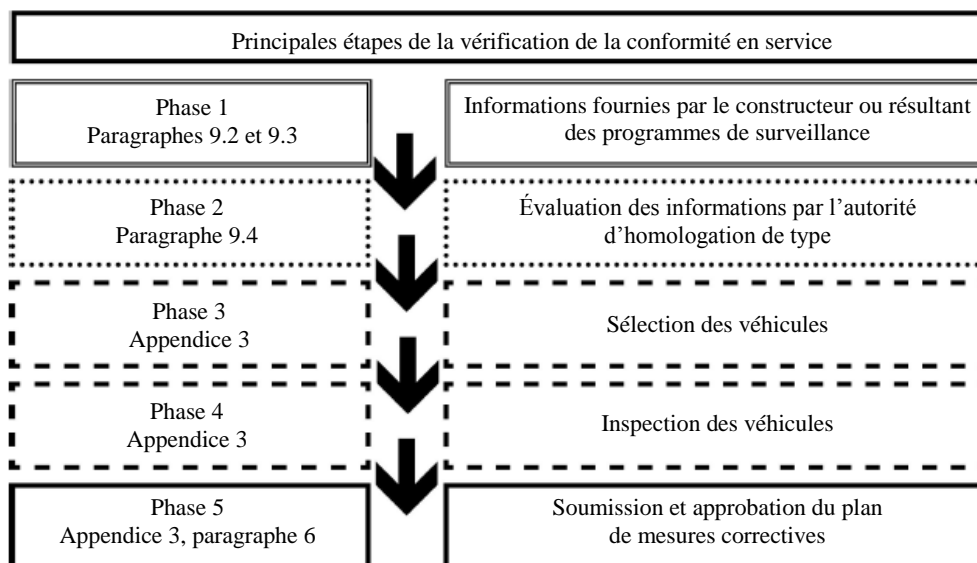 Principales étapes de la vérification de la conformité en service
Phase 1
Paragraphes 9.2 et 9.3
Informations fournies par le constructeur ou résultant
des programmes de surveillance
Phase 2
Paragraphe 9.4
Évaluation des informations par l’autorité
d’homologation de type
Phase 3
Appendice 3
Sélection des véhicules
Phase 4
Appendice 3
Inspection des véhicules
Phase 5
Appendice 3, paragraphe 6
Soumission et approbation du plan
de mesures correctives